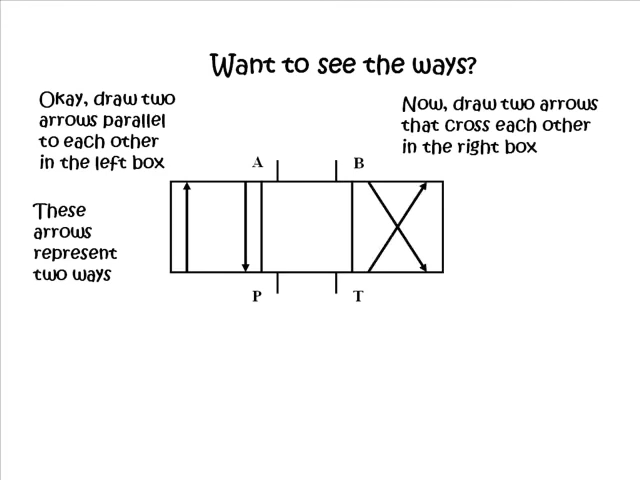 Want to see the ways?
Okay, draw two
arrows parallel
to each other
in the left box
Now, draw two arrows
that cross each other
in the right box
These
arrows
represent
two ways
A
B
P
T